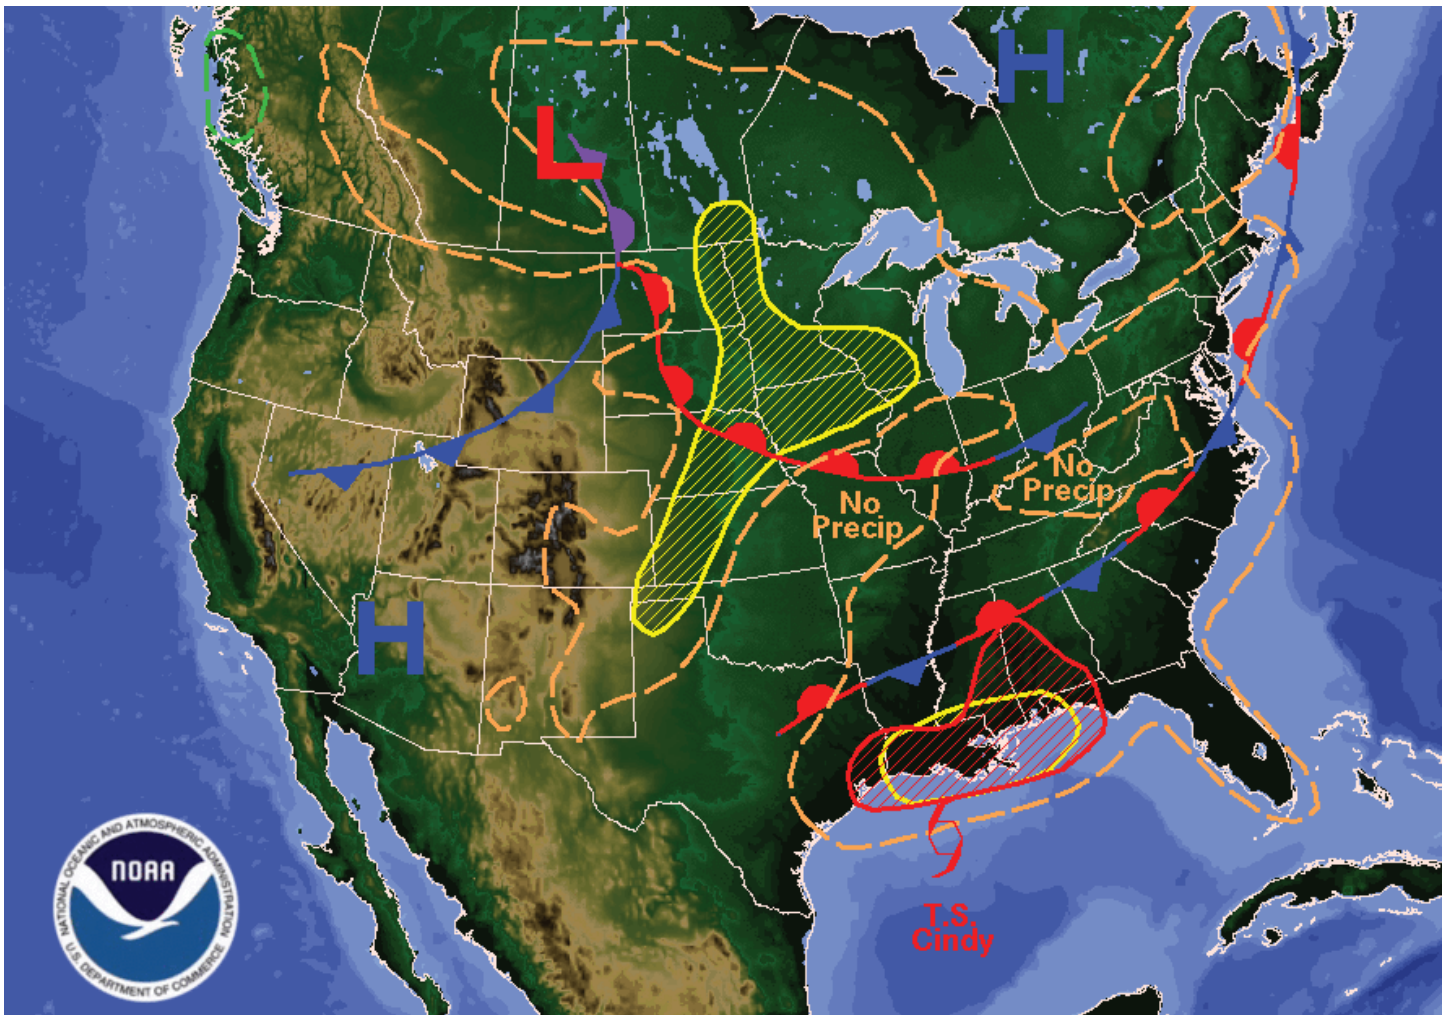 H
L
No
Precip
No
Precip
H
T.S.
Cindy
NATIONAL OCEANIC AND ATMOSPHERIC ADMINISTRATION
NOAA
U.S. DEPARTMENT OF COMMERCE